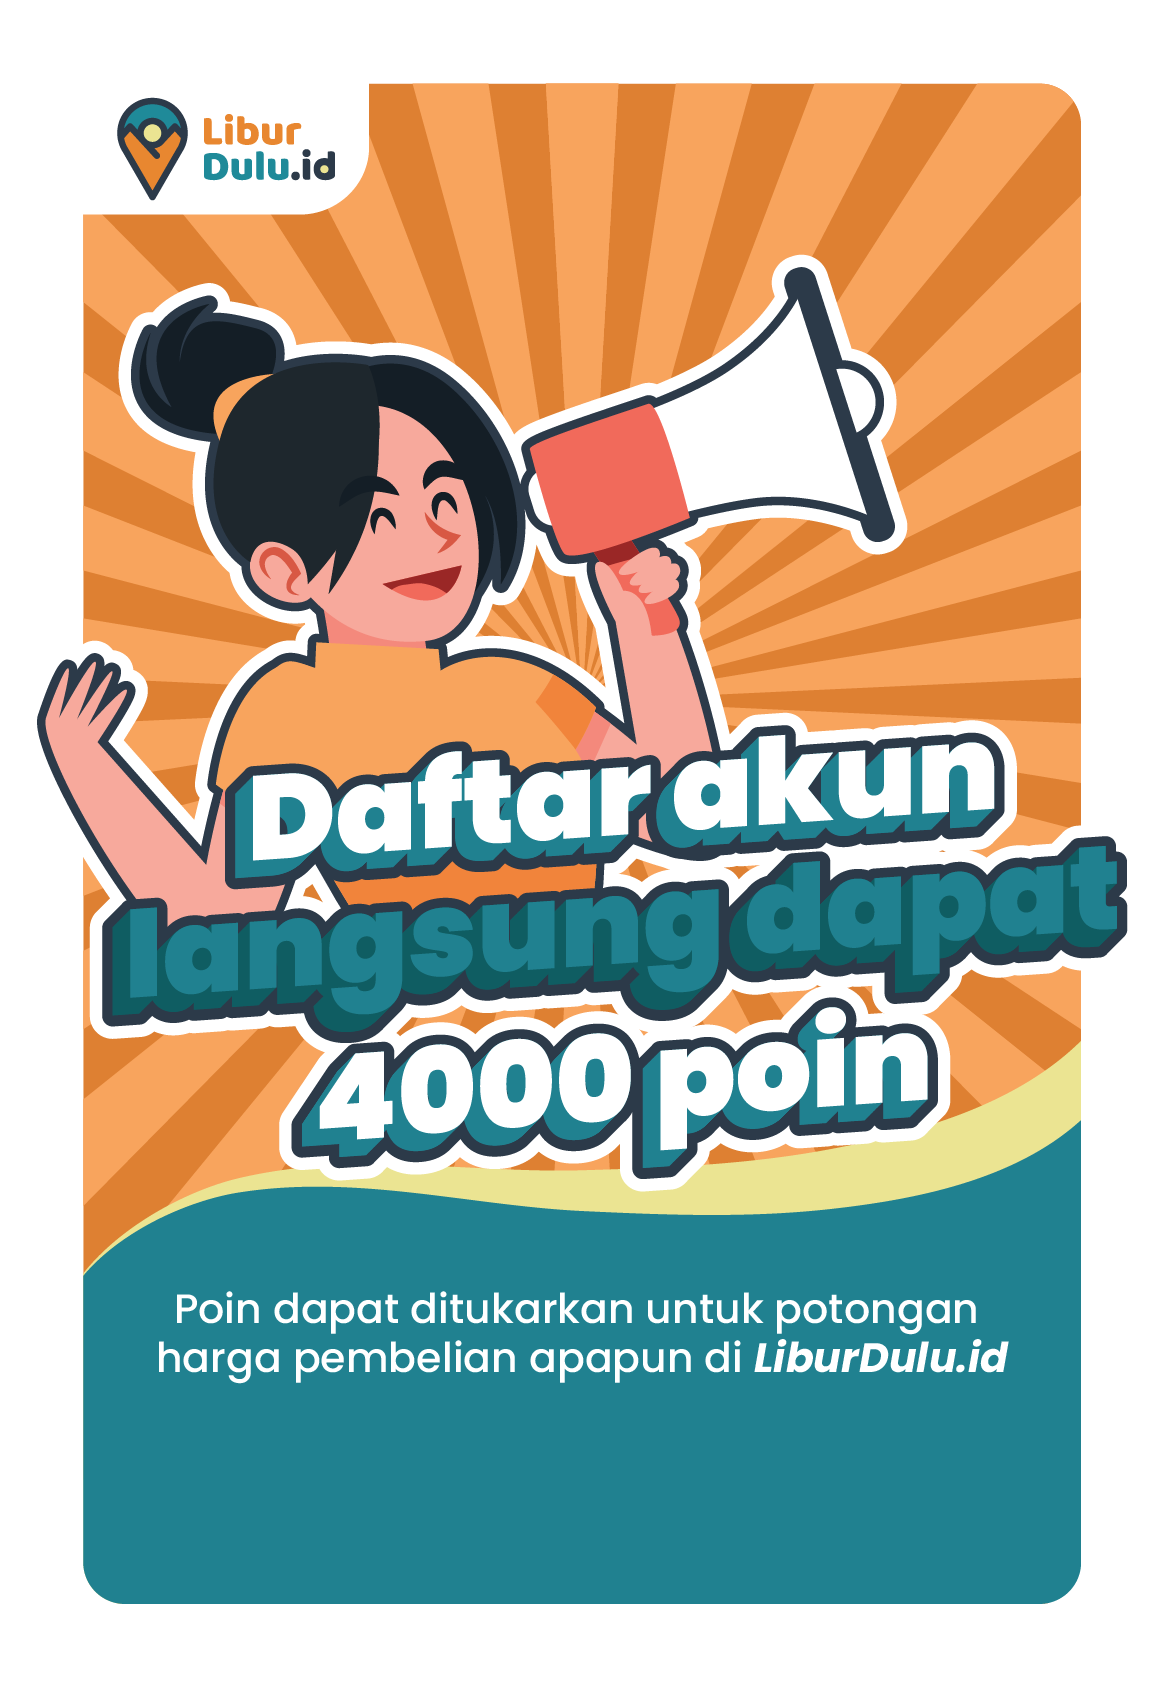 Libur
Dulu.id
Daftar akun
langsung dapat
4000 poin
Poin dapat ditukarkan untuk potongan
harga pembelian apapun di LiburDulu.id